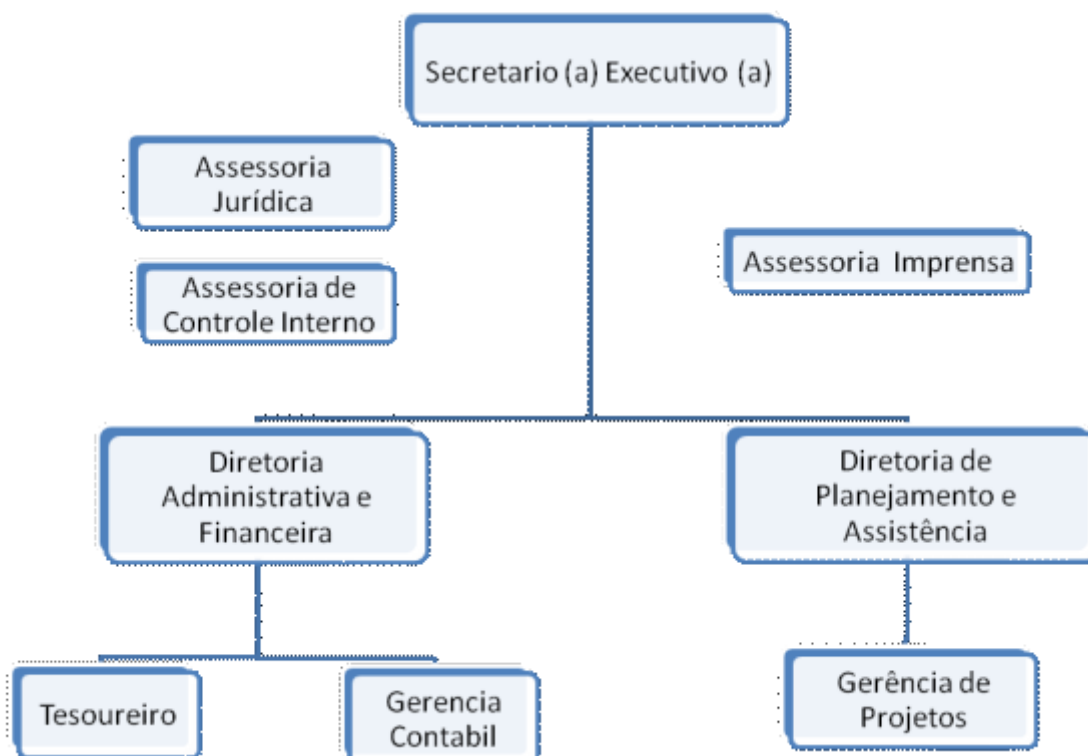 Secretario (a) Executivo (a)
Assessoria
Jurídica
Assessoria Imprensa
Assessoria de
Controle Interno
Diretoria
Administrativa e
Financeira
Diretoria de
Planejamento e
Assistência
Tesoureiro
Gerencia
Contabil
Gerência de
Projetos